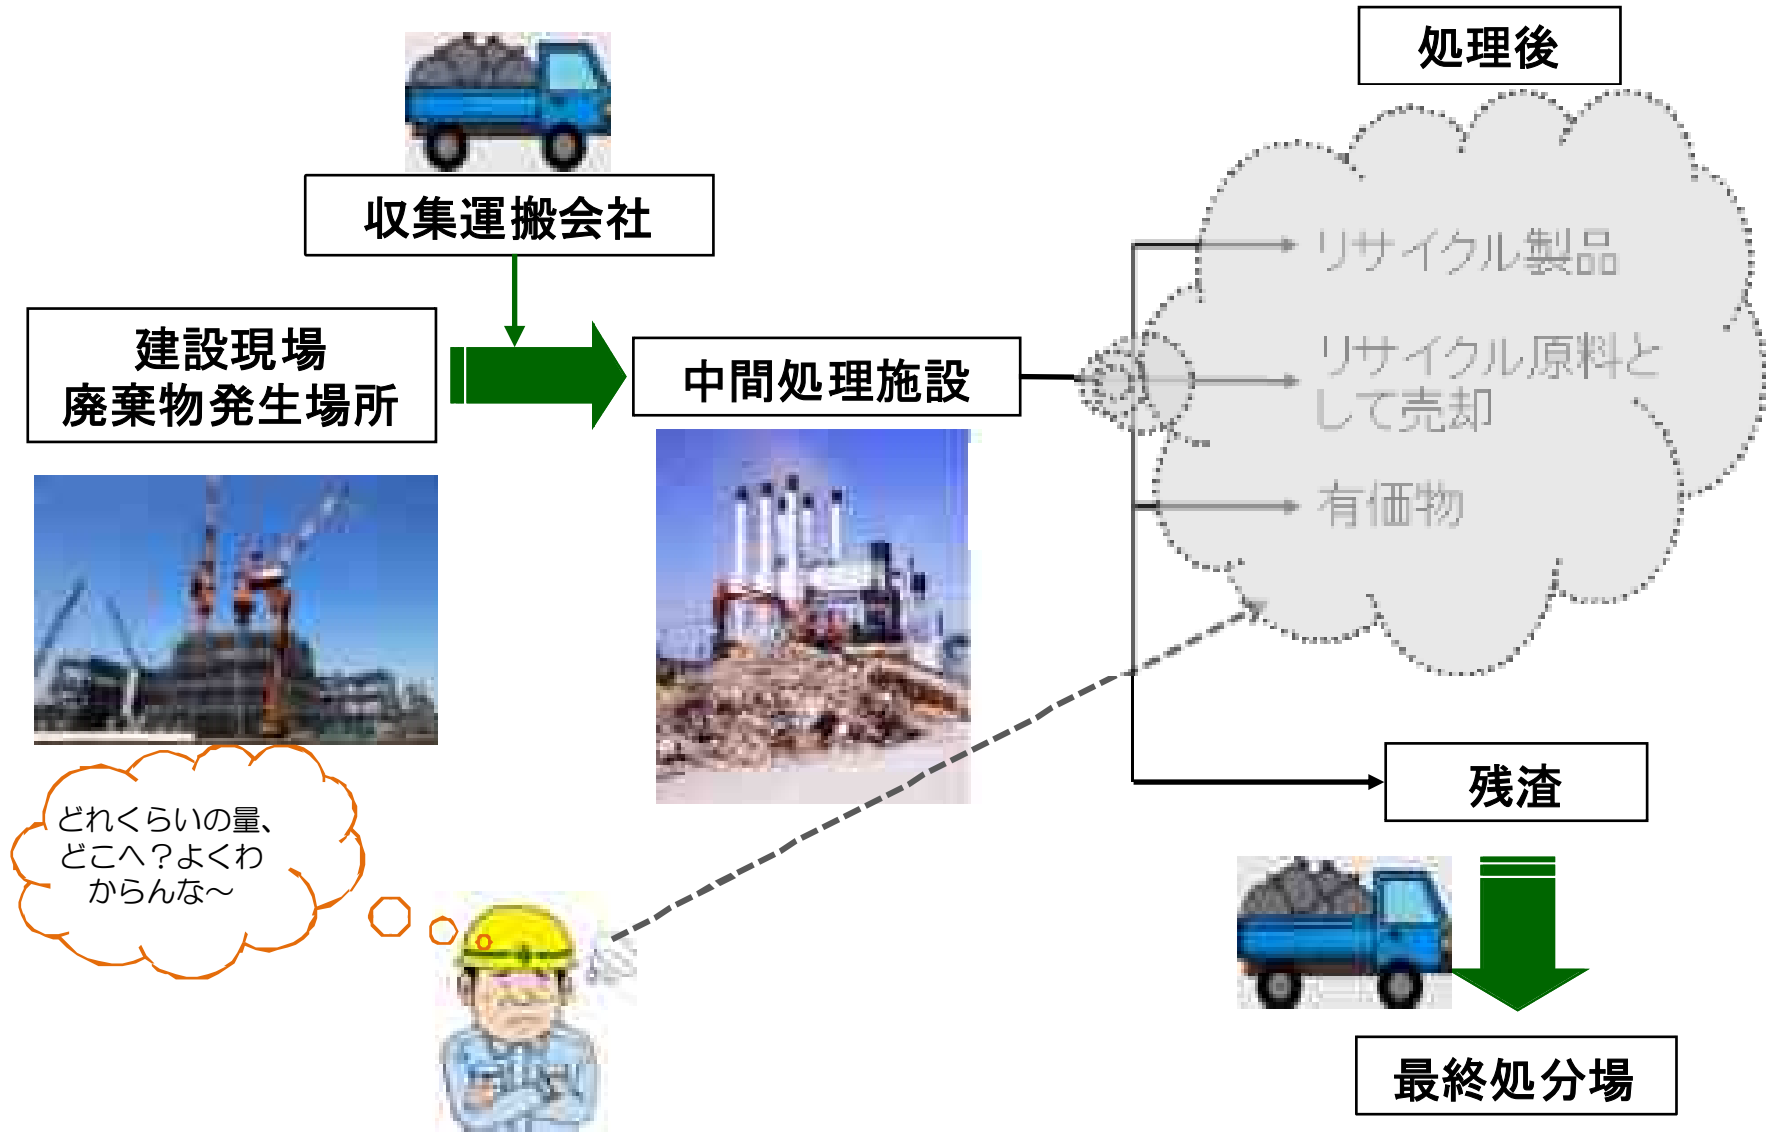 処理後
収集運搬会社
建設現場
廃棄物発生場所
中間処理施設
リサイクル製品
リサイクル原料と
して売却
有価物
残渣
最終処分場
どれくらいの量、
どこへ？よくわ
からんな～